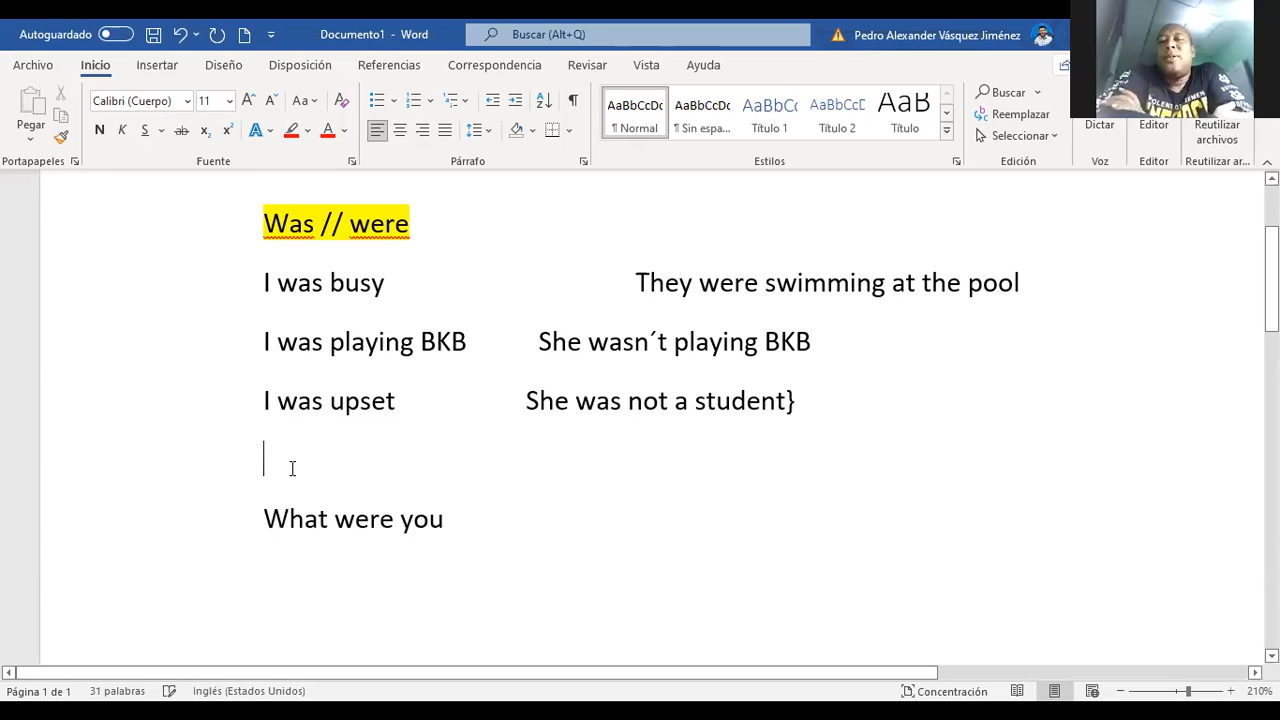 Autoguardado
Documento1 - Word
Buscar (Alt+Q)
Pedro Alexander Vásquez Jiménez
Archivo Inicio Insertar Diseño Disposición Referencias Correspondencia Revisar Vista Ayuda
Pegar
Portapapeles
Calibri (Cuerpo) 11
Fuente
Párrafo
AaBbCcDc ¶ Normal
AaBbCcDc ¶ Sin espa...
AaBbCc Título 1
AaBbCcD Título 2
AaB Título
Estilos
Buscar
Reemplazar
Seleccionar
Edición
Dictar
Voz
Editor
Editor
Reutilizar archivos
Reutilizar ar...
Was // were
I was busy They were swimming at the pool
I was playing BKB She wasn´t playing BKB
I was upset She was not a student}
What were you
Página 1 de 1 31 palabras Inglés (Estados Unidos) Concentración 210%